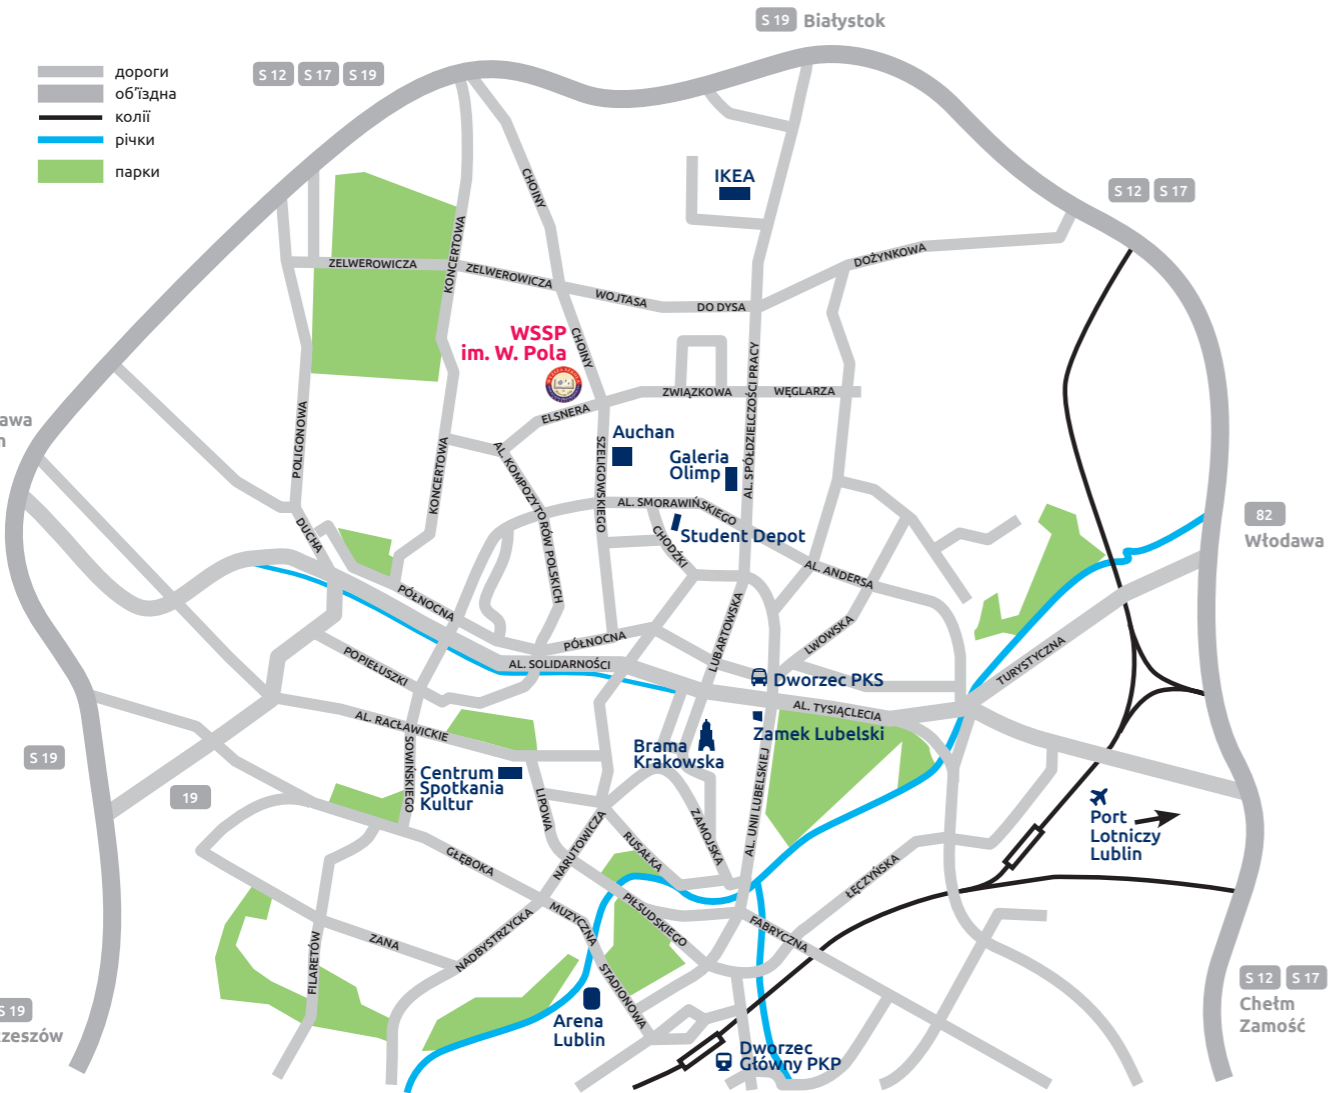 S 19 Białystok
дороги
об'їздна
колії
річки
парки
S 12 S 17 S 19
IKEA
S 12 S 17
CHOINY
KONCERTOWA
ZELWEROWICZA
ZELWEROWICZA
WOJTASA
DO DYSA
DOŻYNKOWA
WSSP
im. W. Pola
CHOINY
ELSNERA
ZWIĄZKOWA
WĘGLARZA
AL. SPÓŁDZIELCZOŚCI PRACY
POLIGONOWA
KONCERTOWA
AL. KOMPOZYTORÓW POLSKICH
SZELIGOWSKIEGO
Auchan
Galeria
Olimp
AL. SMORAWIŃSKIEGO
Student Depot
CHODŹKI
82
Włodawa
DUCHA
AL. ANDERSA
PÓŁNOCNA
PÓŁNOCNA
LUBARTOWSKA
LWOWSKA
TURYSTYCZNA
POPIEŁUSZKI
AL. SOLIDARNOŚCI
Dworzec PKS
AL. TYSIĄCLECIA
Zamek Lubelski
AL. RACŁAWICKIE
SOWIŃSKIEGO
Brama
Krakowska
AL. UNII LUBELSKIEJ
S 19
19
Centrum
Spotkania
Kultur
LIPOWA
NARUTOWICZA
RUSAŁKA
ZAMOJSKA
Port
Lotniczy
Lublin
GŁĘBOKA
ŁĘCZYŃSKA
MUZYCZNA
PIŁSUDSKIEGO
FABRYCZNA
ZANA
NADBYSTRZYCKA
FILARETÓW
STADIONOWA
S 12 S 17
Chełm
Zamość
Arena
Lublin
Dworzec
Główny PKP